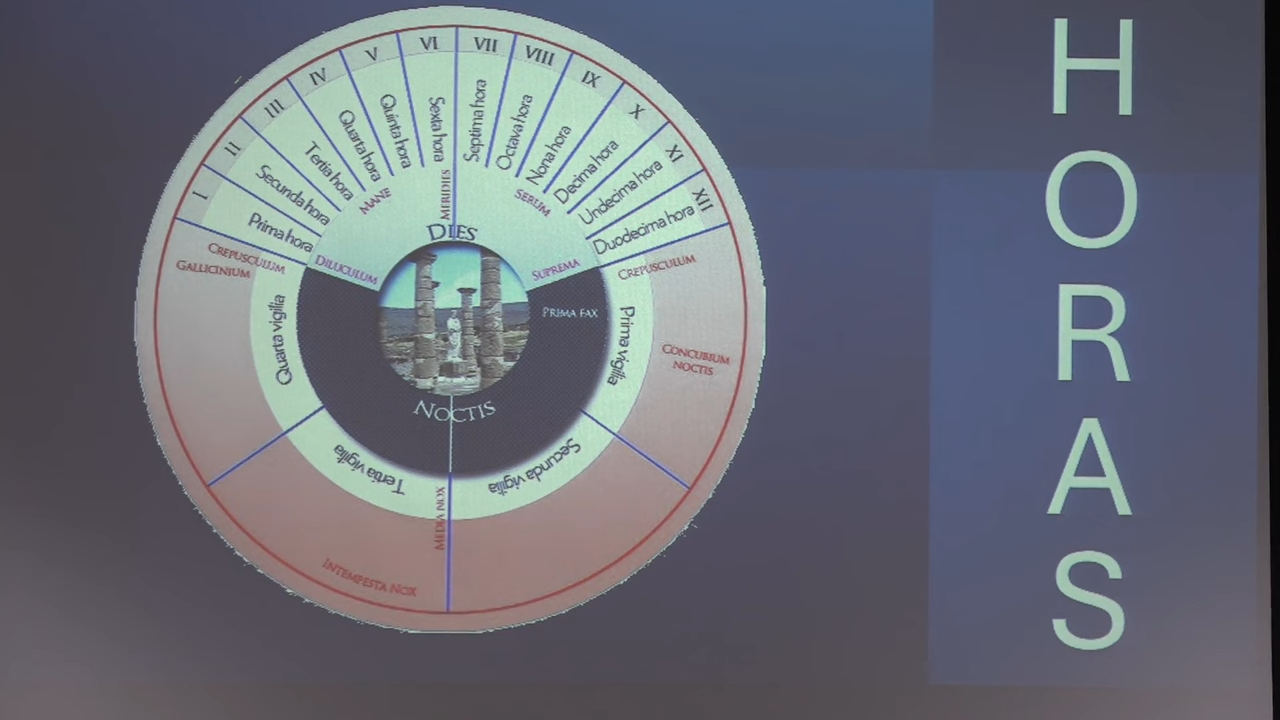 I
II
III
IV
V
VI
VII
VIII
IX
X
XI
XII
Prima hora
Secunda hora
Tertia hora
Quarta hora
Quinta hora
Sexta hora
Septima hora
Octava hora
Nona hora
Decima hora
Undecima hora
Duodecima hora
MANE
MERIDIES
SERUM
DIES
DILUCULUM
SUPREMA
CREPUSCULUM
GALLICINIUM
CREPUSCULUM
PRIMA FAX
Quarta vigilia
Prima vigilia
CONCUBIUM
NOCTIS
NOCTIS
Tertia vigilia
Secunda vigilia
MEDIA NOX
INTEMPESTA NOX
H
O
R
A
S